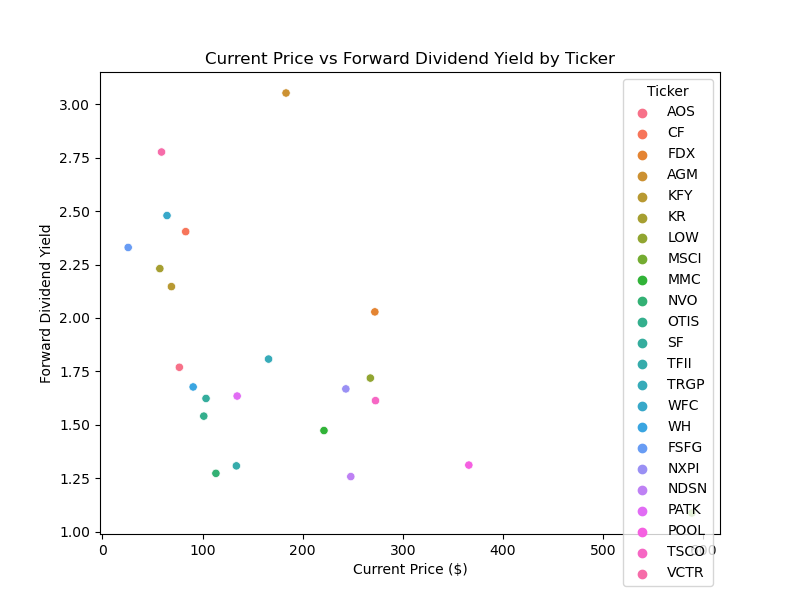 Current Price vs Forward Dividend Yield by Ticker
Forward Dividend Yield
3.00
2.75
2.50
2.25
2.00
1.75
1.50
1.25
1.00
0
100
200
300
400
500
600
Current Price ($)
Ticker
AOS
CF
FDX
AGM
KFY
KR
LOW
MSCI
MMC
NVO
OTIS
SF
TFII
TRGP
WFC
WH
FSFG
NXPI
NDSN
PATK
POOL
TSCO
VCTR